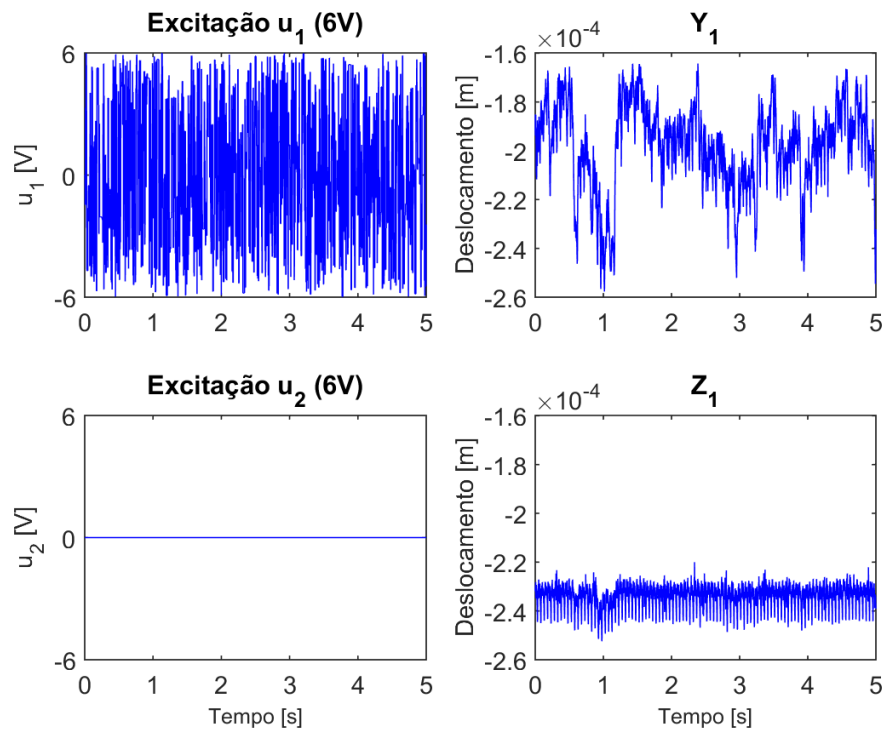 Excitação u1 (6V)
6
0
-6
u1 [V]
0 1 2 3 4 5
Y1
×10-4
-1.6
-1.8
-2
-2.2
-2.4
-2.6
Deslocamento [m]
0 1 2 3 4 5
Excitação u2 (6V)
6
0
-6
u2 [V]
0 1 2 3 4 5
Tempo [s]
Z1
×10-4
-1.6
-1.8
-2
-2.2
-2.4
-2.6
Deslocamento [m]
0 1 2 3 4 5
Tempo [s]